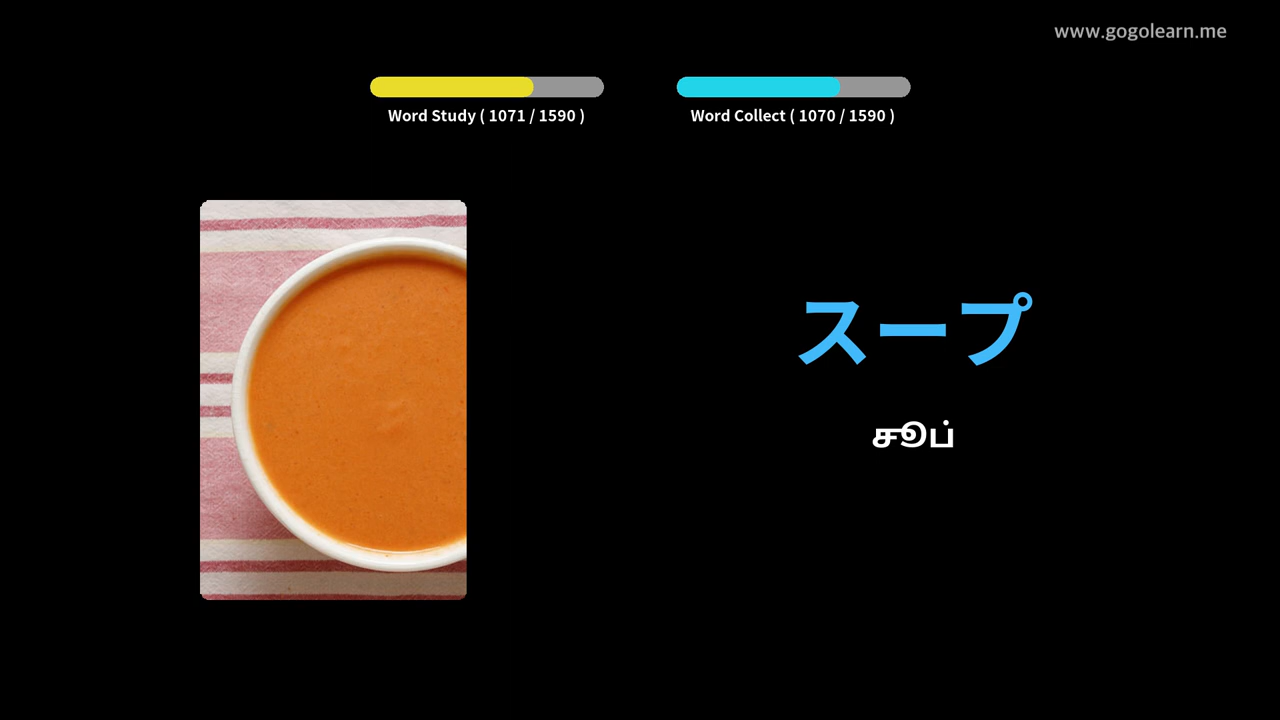 www.gogolearn.me
Word Study ( 1071 / 1590 )
Word Collect ( 1070 / 1590 )
スープ
சூப்